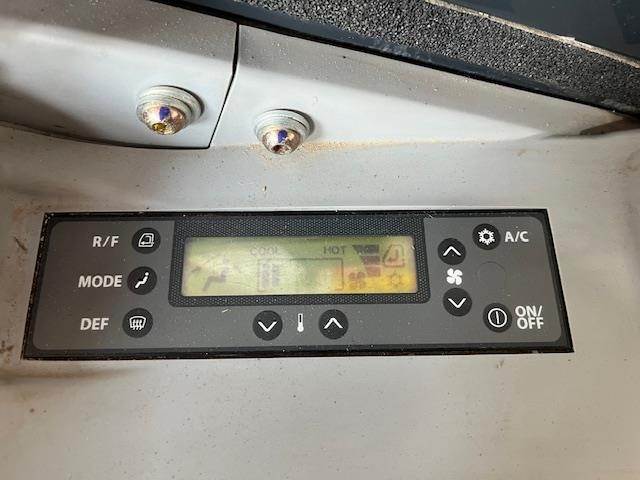 R/F
COOL HOT
A/C
MODE
DEF
ON/
OFF